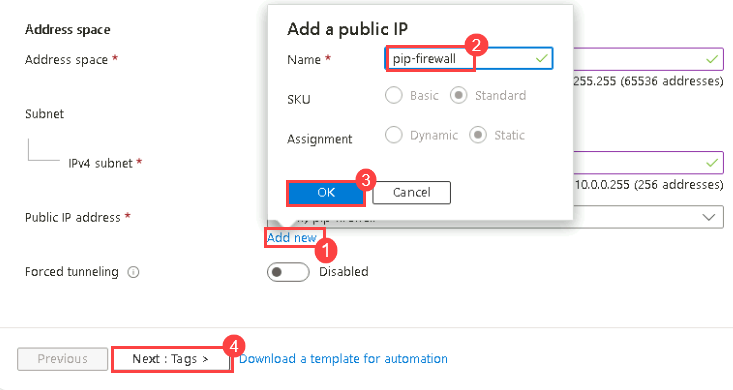 Address space
Address space *
255.255 (65536 addresses)
Subnet
IPv4 subnet *
10.0.0.255 (256 addresses)
Public IP address *
pip-firewall
Add new
1
Forced tunneling
Disabled
Add a public IP
2
Name *
pip-firewall
SKU
Basic
Standard
Assignment
Dynamic
Static
3
OK
Cancel
4
Previous
Next : Tags >
Download a template for automation